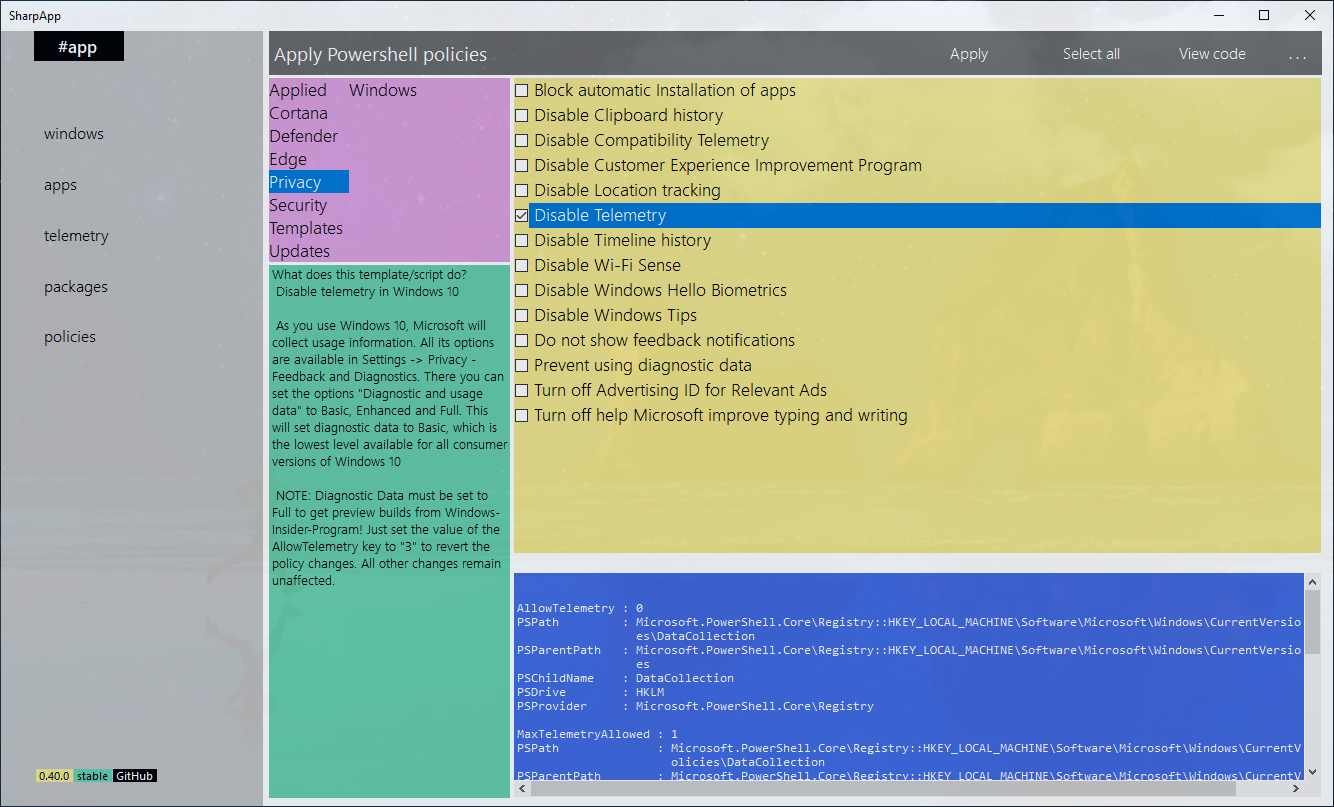 SharpApp
#app
windows
apps
telemetry
packages
policies
0.40.0 stable GitHub
Apply Powershell policies
Apply
Select all
View code
...
Applied Windows
Cortana
Defender
Edge
Privacy
Security
Templates
Updates
What does this template/script do?
Disable telemetry in Windows 10
As you use Windows 10, Microsoft will
collect usage information. All its options
are available in Settings -> Privacy -
Feedback and Diagnostics. There you can
set the options "Diagnostic and usage
data" to Basic, Enhanced and Full. This
will set diagnostic data to Basic, which is
the lowest level available for all consumer
versions of Windows 10
NOTE: Diagnostic Data must be set to
Full to get preview builds from Windows-
Insider-Program! Just set the value of the
AllowTelemetry key to "3" to revert the
policy changes. All other changes remain
unaffected.
Block automatic Installation of apps
Disable Clipboard history
Disable Compatibility Telemetry
Disable Customer Experience Improvement Program
Disable Location tracking
Disable Telemetry
Disable Timeline history
Disable Wi-Fi Sense
Disable Windows Hello Biometrics
Disable Windows Tips
Do not show feedback notifications
Prevent using diagnostic data
Turn off Advertising ID for Relevant Ads
Turn off help Microsoft improve typing and writing
AllowTelemetry : 0
PSPath : Microsoft.PowerShell.Core\Registry::HKEY_LOCAL_MACHINE\Software\Microsoft\Windows\CurrentVersio
es\DataCollection
PSParentPath : Microsoft.PowerShell.Core\Registry::HKEY_LOCAL_MACHINE\Software\Microsoft\Windows\CurrentVersio
es
PSChildName : DataCollection
PSDrive : HKLM
PSProvider : Microsoft.PowerShell.Core\Registry
MaxTelemetryAllowed : 1
PSPath : Microsoft.PowerShell.Core\Registry::HKEY_LOCAL_MACHINE\Software\Microsoft\Windows\CurrentV
olicies\DataCollection
PSParentPath : Microsoft.PowerShell.Core\Registry::HKEY_LOCAL_MACHINE\Software\Microsoft\Windows\CurrentV